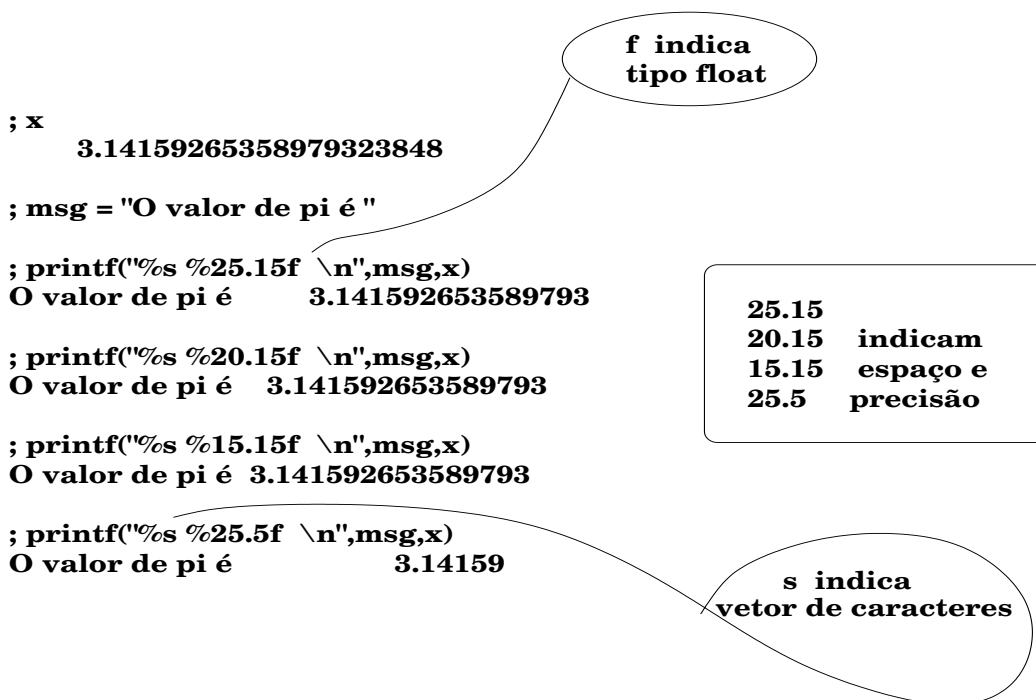 f indica
tipo float
; x
3.14159265358979323848
; msg = "O valor de pi é "
; printf("%s %25.15f \n",msg,x)
O valor de pi é 3.141592653589793
; printf("%s %20.15f \n",msg,x)
O valor de pi é 3.141592653589793
; printf("%s %15.15f \n",msg,x)
O valor de pi é 3.141592653589793
; printf("%s %25.5f \n",msg,x)
O valor de pi é 3.14159
25.15
20.15 indicam
15.15 espaço e
25.5 precisão
s indica
vetor de caracteres